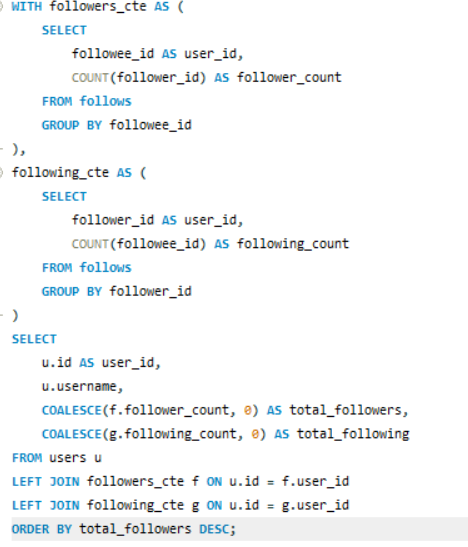 WITH followers_cte AS (
    SELECT
        followee_id AS user_id,
        COUNT(follower_id) AS follower_count
    FROM follows
    GROUP BY followee_id
),
following_cte AS (
    SELECT
        follower_id AS user_id,
        COUNT(followee_id) AS following_count
    FROM follows
    GROUP BY follower_id
)
SELECT
    u.id AS user_id,
    u.username,
    COALESCE(f.follower_count, 0) AS total_followers,
    COALESCE(g.following_count, 0) AS total_following
FROM users u
LEFT JOIN followers_cte f ON u.id = f.user_id
LEFT JOIN following_cte g ON u.id = g.user_id
ORDER BY total_followers DESC;